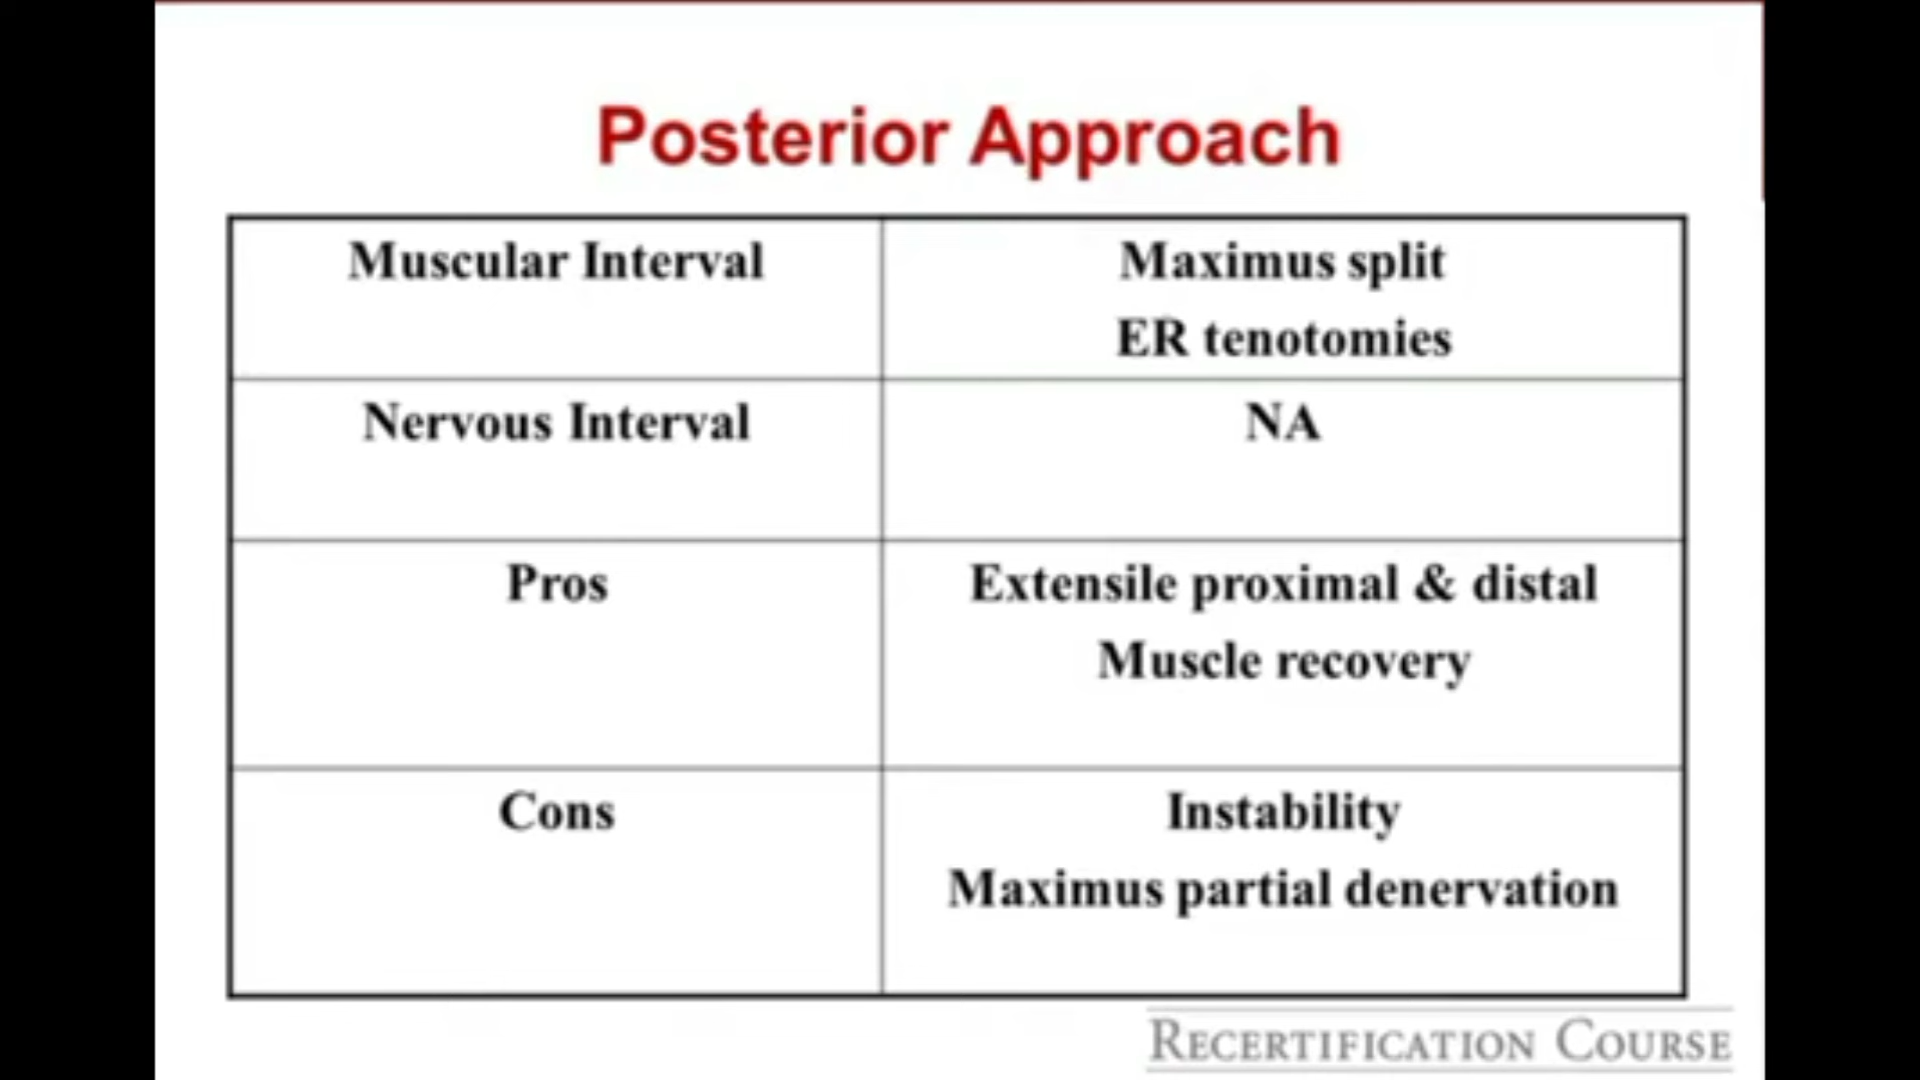 Posterior Approach
Muscular Interval
Maximus split
ER tenotomies
Nervous Interval
NA
Pros
Extensile proximal & distal
Muscle recovery
Cons
Instability
Maximus partial denervation
RECERTIFICATION COURSE